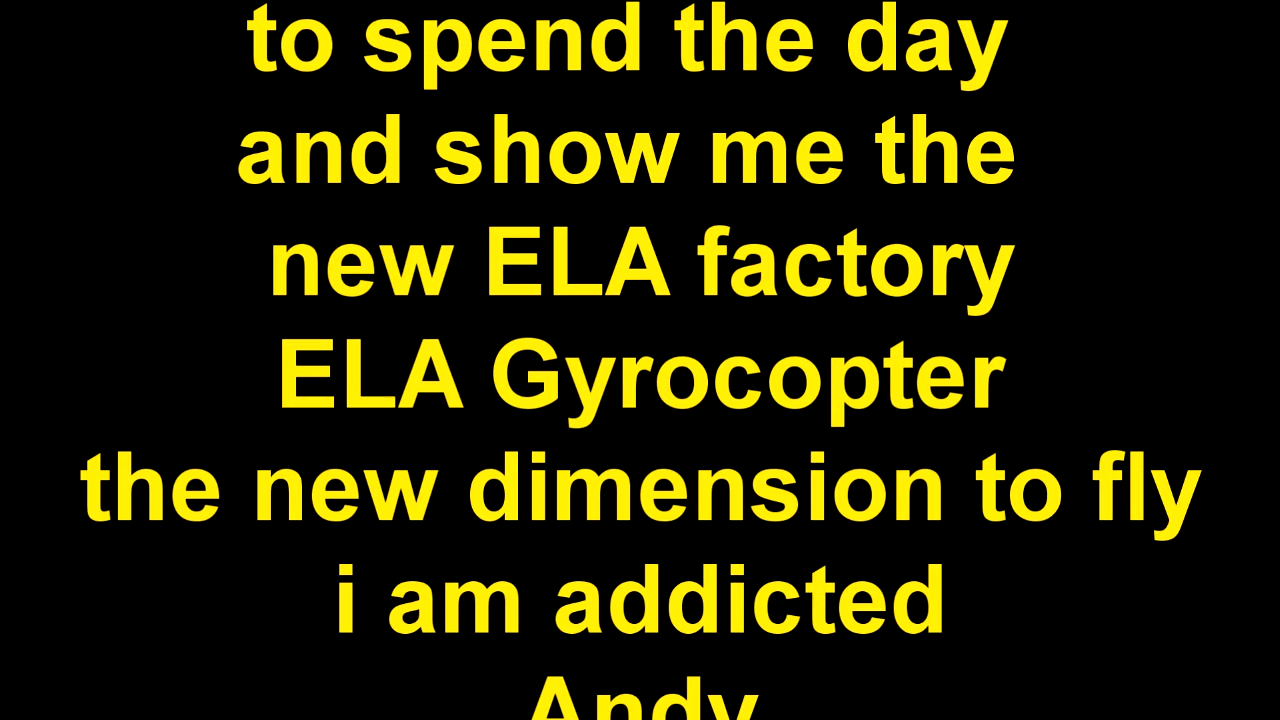 to spend the day
and show me the
new ELA factory
ELA Gyrocopter
the new dimension to fly
i am addicted
Andy